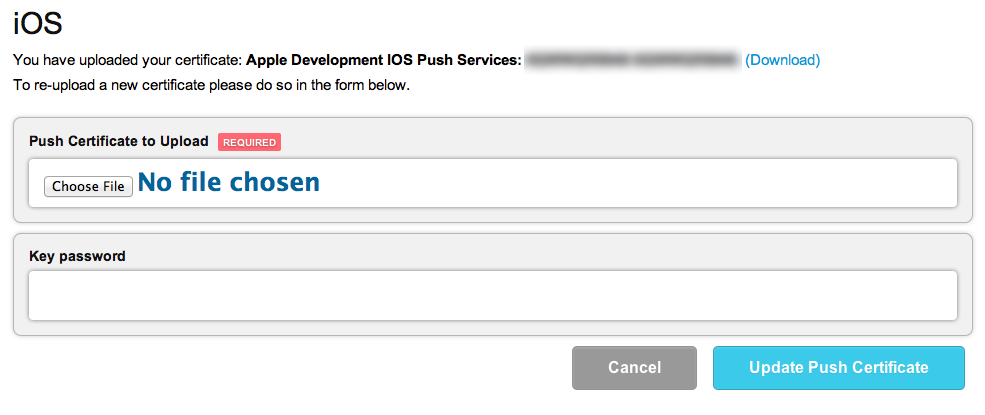 iOS
You have uploaded your certificate: Apple Development IOS Push Services: (Download)
To re-upload a new certificate please do so in the form below.
Push Certificate to Upload REQUIRED
Choose File No file chosen
Key password
Cancel Update Push Certificate